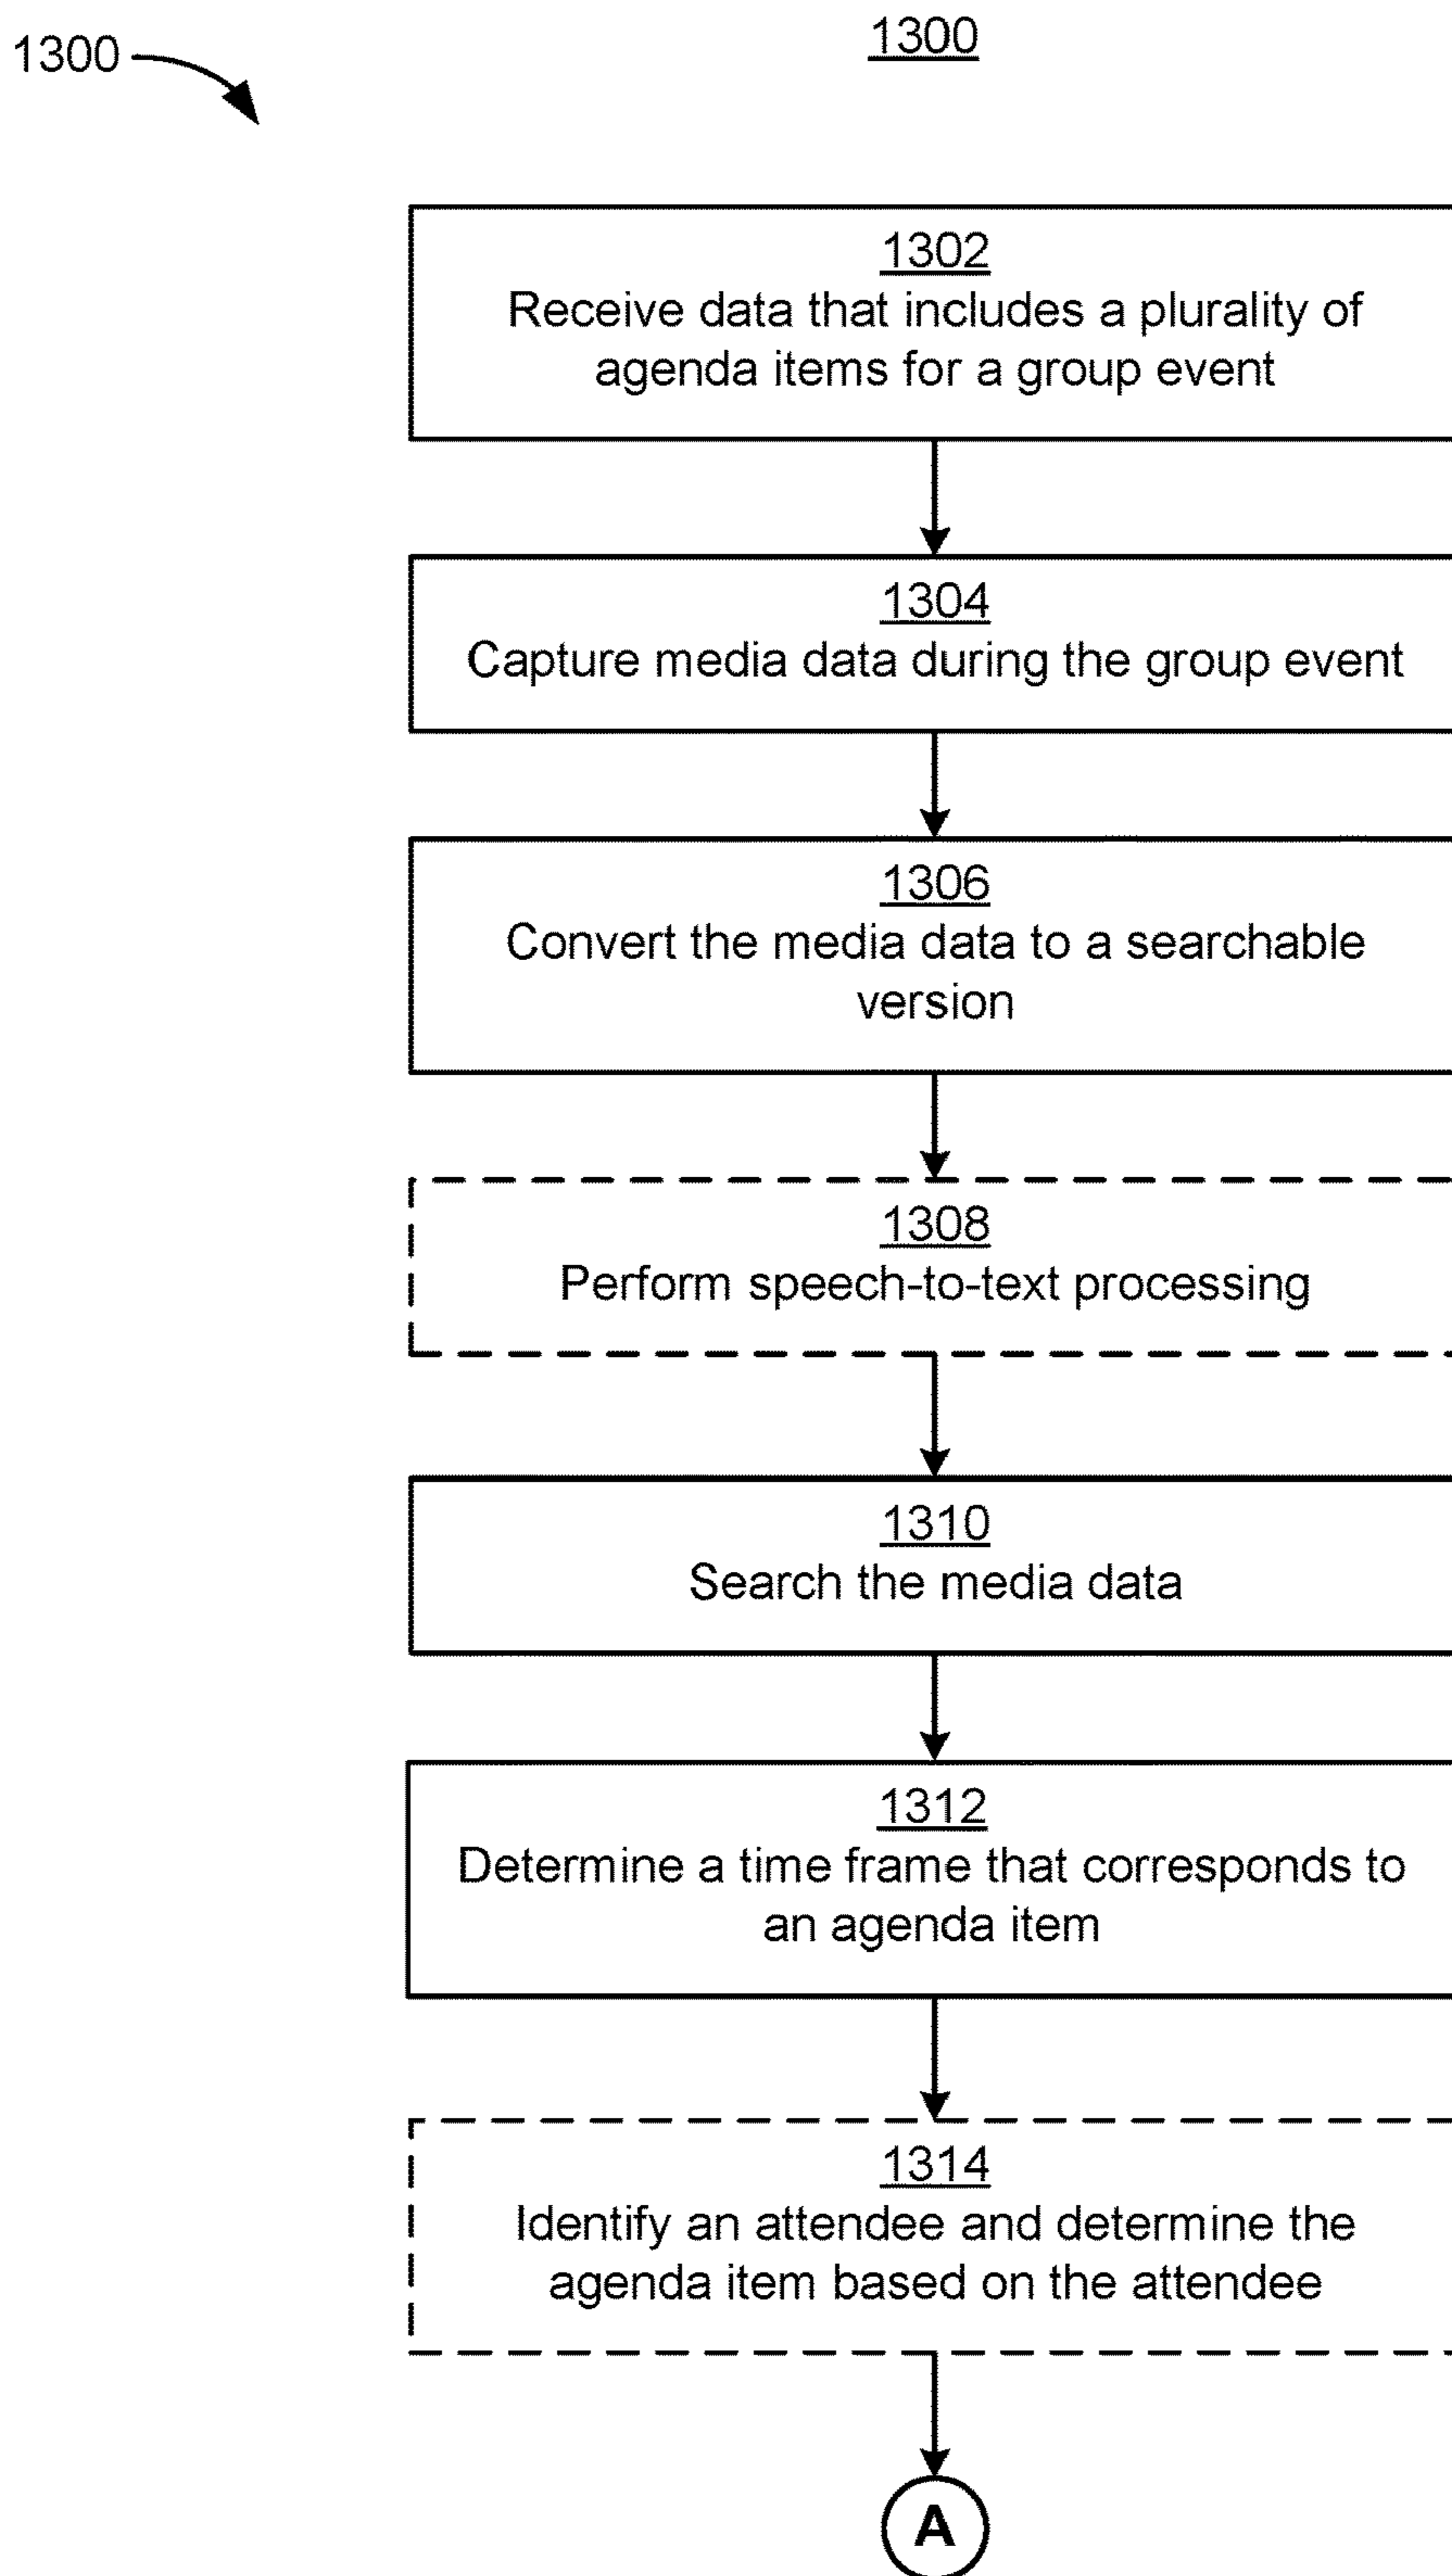 1300
1300
1302
Receive data that includes a plurality of
agenda items for a group event
1304
Capture media data during the group event
1306
Convert the media data to a searchable
version
1308
Perform speech-to-text processing
1310
Search the media data
1312
Determine a time frame that corresponds to
an agenda item
1314
Identify an attendee and determine the
agenda item based on the attendee
A